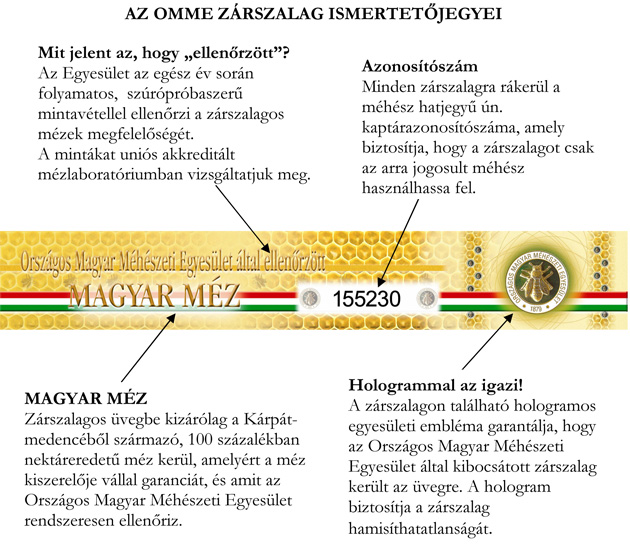 AZ OMME ZÁRSZALAG ISMERTETŐJEGYEI
Mit jelent az, hogy „ellenőrzött”?
Az Egyesület az egész év során
folyamatos, szúrópróbaszerű
mintavétellel ellenőrzi a zárszalagos
mézek megfelelőségét.
A mintákat uniós akkreditált
mézlaboratóriumban vizsgáltatjuk meg.
Azonosítószám
Minden zárszalagra rákerül a
méhész hatjegyű ún.
kaptárazonosítószáma, amely
biztosítja, hogy a zárszalagot csak
az arra jogosult méhész
használhassa fel.
Országos Magyar Méhészeti Egyesület által ellenőrzött
MAGYAR MÉZ
155230
ORSZÁGOS MAGYAR MÉHÉSZETI EGYESÜLET
1879
MAGYAR MÉZ
Zárszalagos üvegbe kizárólag a Kárpát-
medencéből származó, 100 százalékban
nektáreredetű méz kerül, amelyért a méz
kiszerelője vállal garanciát, és amit az
Országos Magyar Méhészeti Egyesület
rendszeresen ellenőriz.
Hologrammal az igazi!
A zárszalagon található hologramos
egyesületi embléma garantálja, hogy
az Országos Magyar Méhészeti
Egyesület által kibocsátott zárszalag
került az üvegre. A hologram
biztosítja a zárszalag
hamisíthatatlanságát.